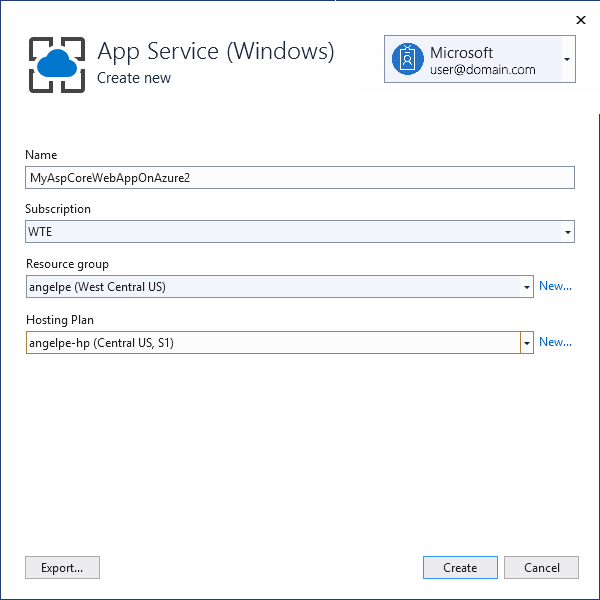 App Service (Windows)
Create new
Microsoft
user@domain.com
Name
MyAspCoreWebAppOnAzure2
Subscription
WTE
Resource group
angelpe (West Central US)
New...
Hosting Plan
angelpe-hp (Central US, S1)
New...
Export...
Create
Cancel